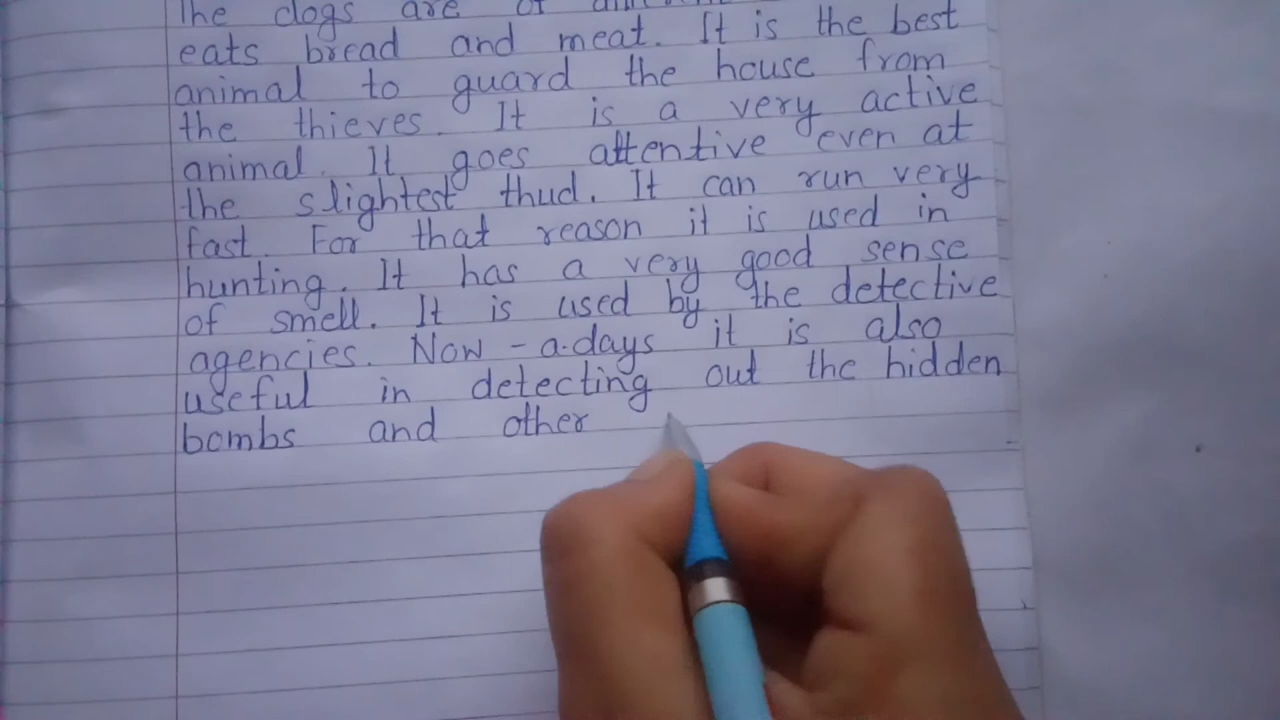 The dogs are of
eats bread and meat. It is the best
animal to guard the house from
the thieves. It is a very active
animal. It goes attentive even at
the slightest thud. It can run very
fast. For that reason it is used in
hunting. It has a very good sense
of smell. It is used by the detective
agencies. Now-a-days it is also
useful in detecting out the hidden
bombs and other